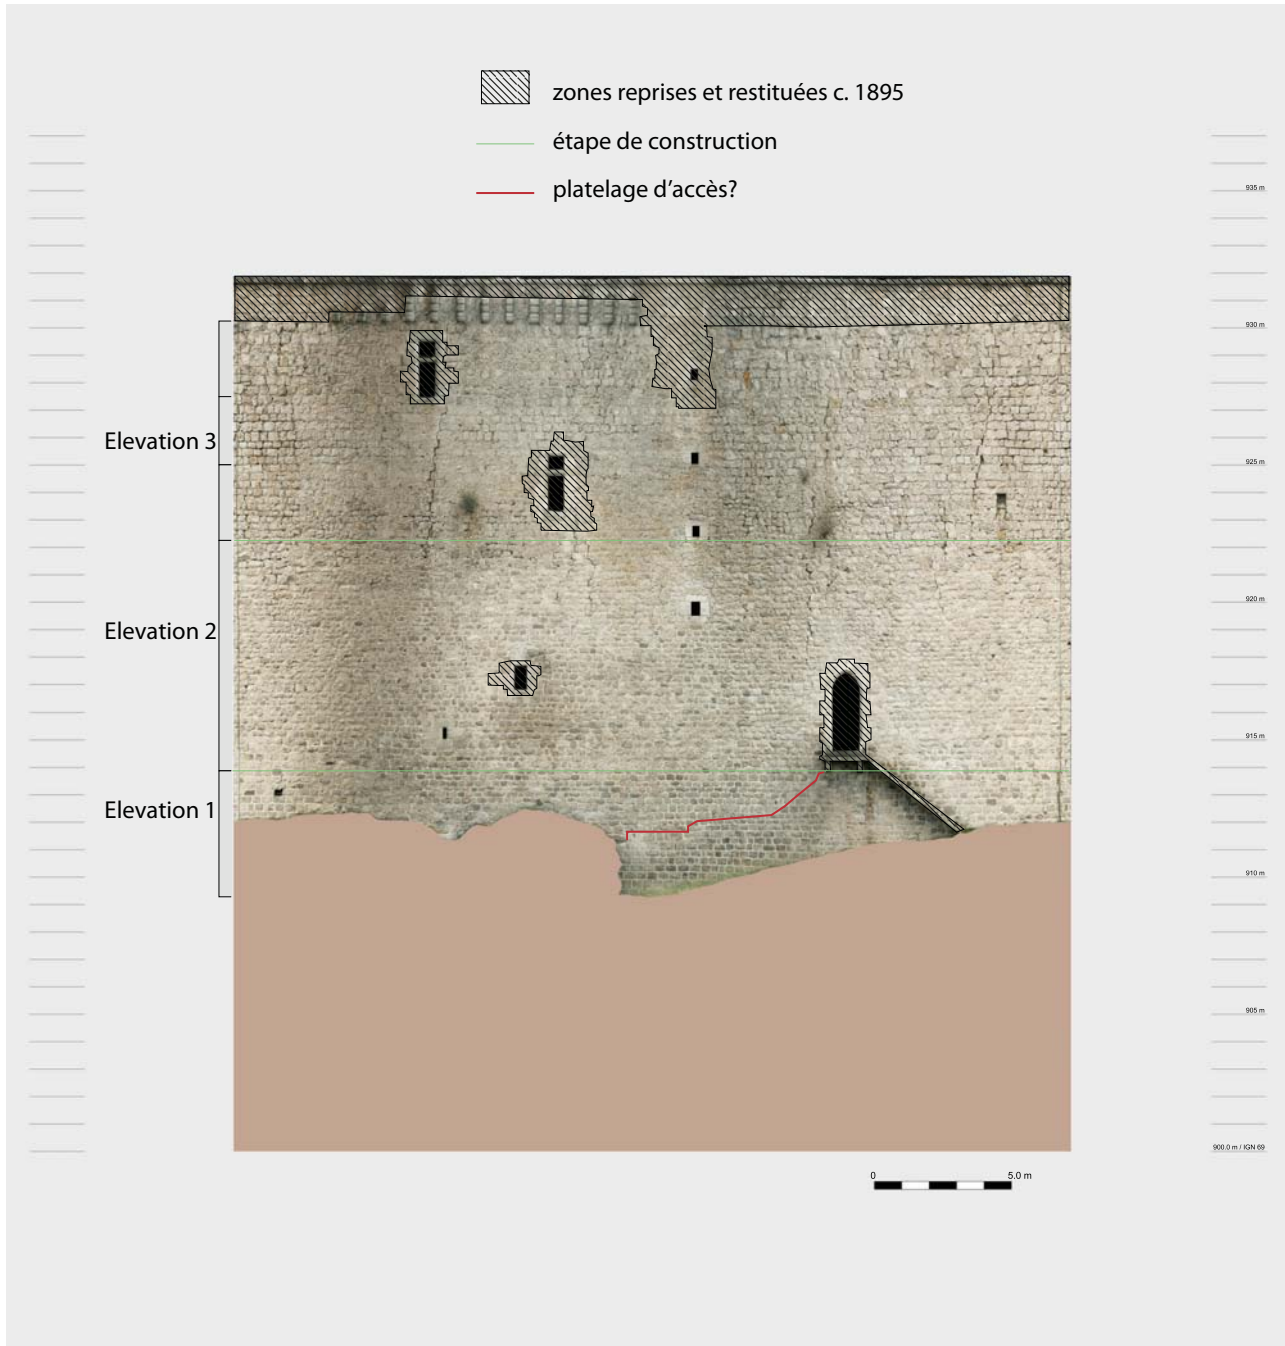 zones reprises et restituées c. 1895
étape de construction
platelage d'accès?
935 m
930 m
Elevation 3
925 m
920 m
Elevation 2
915 m
Elevation 1
910 m
905 m
900.0 m / IGN 69
0 5.0 m